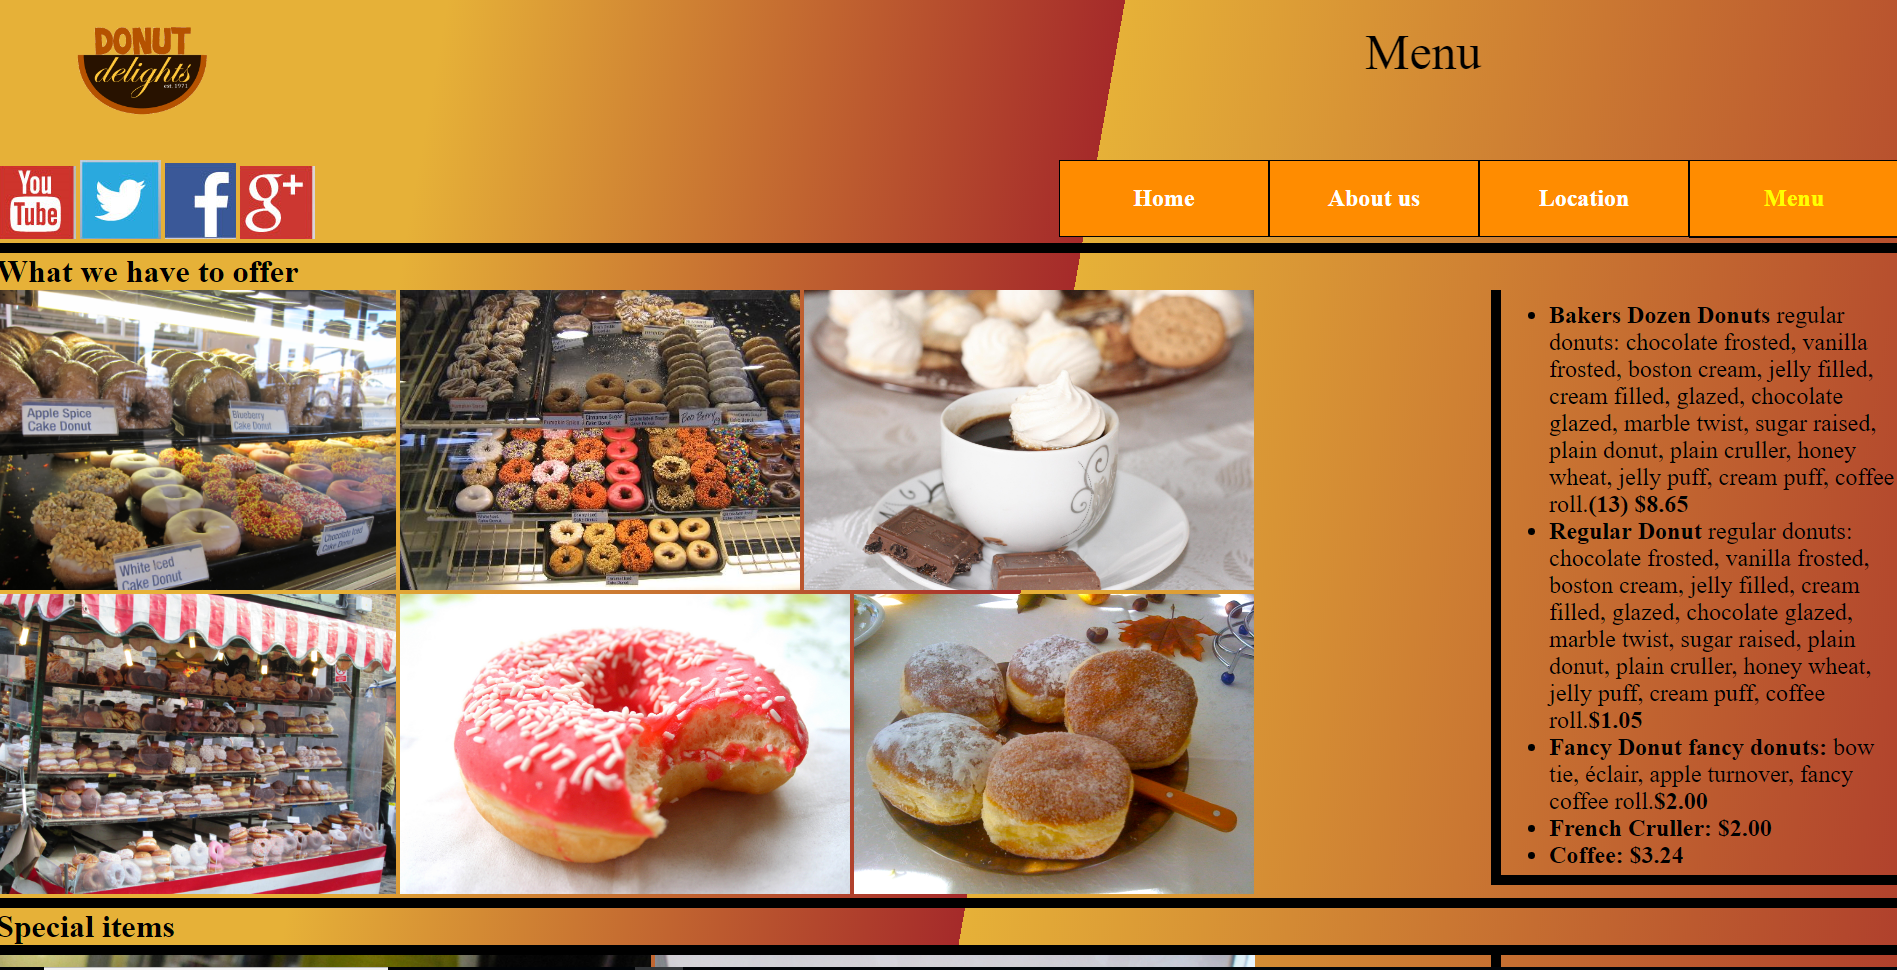 DONUT
delights
est. 1971
Menu
You
Tube
g+
Home
About us
Location
Menu
What we have to offer
Apple Spice
Cake Donut
Blueberry
Cake Donut
Chocolate Iced
Cake Donut
White Iced
Cake Donut
Bakers Dozen Donuts regular
donuts: chocolate frosted, vanilla
frosted, boston cream, jelly filled,
cream filled, glazed, chocolate
glazed, marble twist, sugar raised,
plain donut, plain cruller, honey
wheat, jelly puff, cream puff, coffee
roll.(13) $8.65
Regular Donut regular donuts:
chocolate frosted, vanilla frosted,
boston cream, jelly filled, cream
filled, glazed, chocolate glazed,
marble twist, sugar raised, plain
donut, plain cruller, honey wheat,
jelly puff, cream puff, coffee
roll.$1.05
Fancy Donut fancy donuts: bow
tie, éclair, apple turnover, fancy
coffee roll.$2.00
French Cruller: $2.00
Coffee: $3.24
Special items